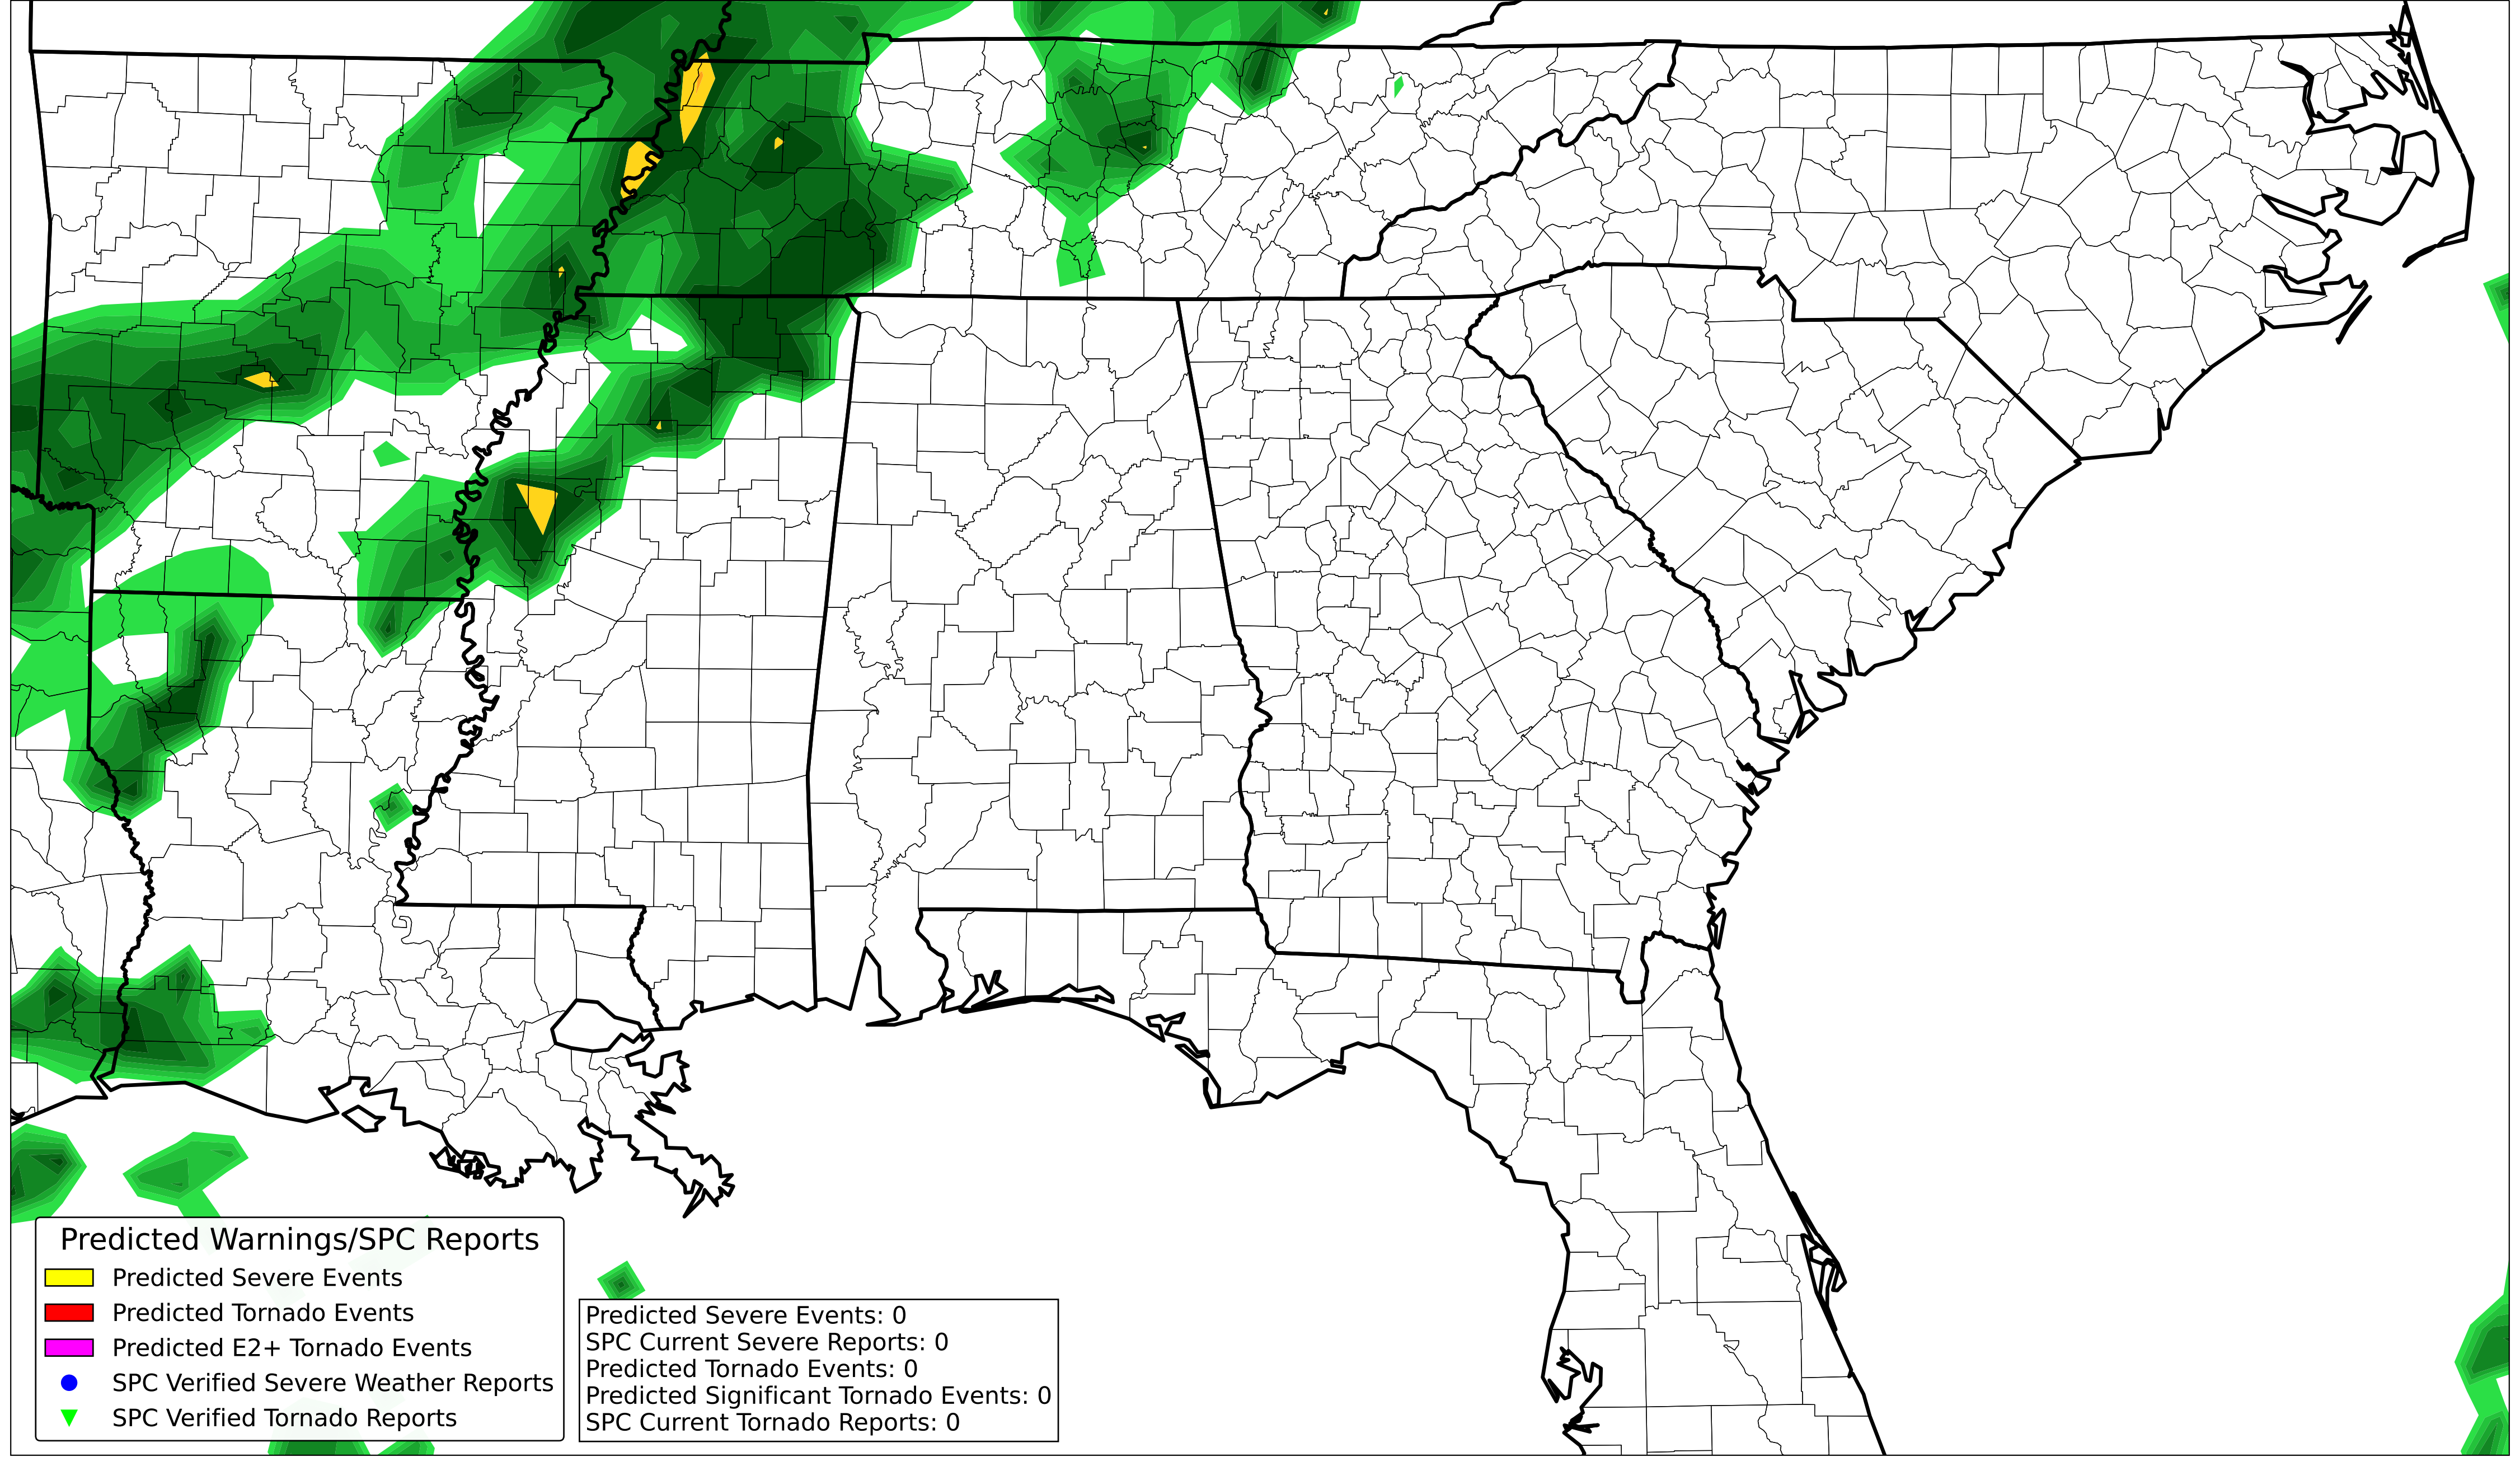 Predicted Warnings/SPC Reports
Predicted Severe Events
Predicted Tornado Events
Predicted E2+ Tornado Events
SPC Verified Severe Weather Reports
SPC Verified Tornado Reports
Predicted Severe Events: 0
SPC Current Severe Reports: 0
Predicted Tornado Events: 0
Predicted Significant Tornado Events: 0
SPC Current Tornado Reports: 0